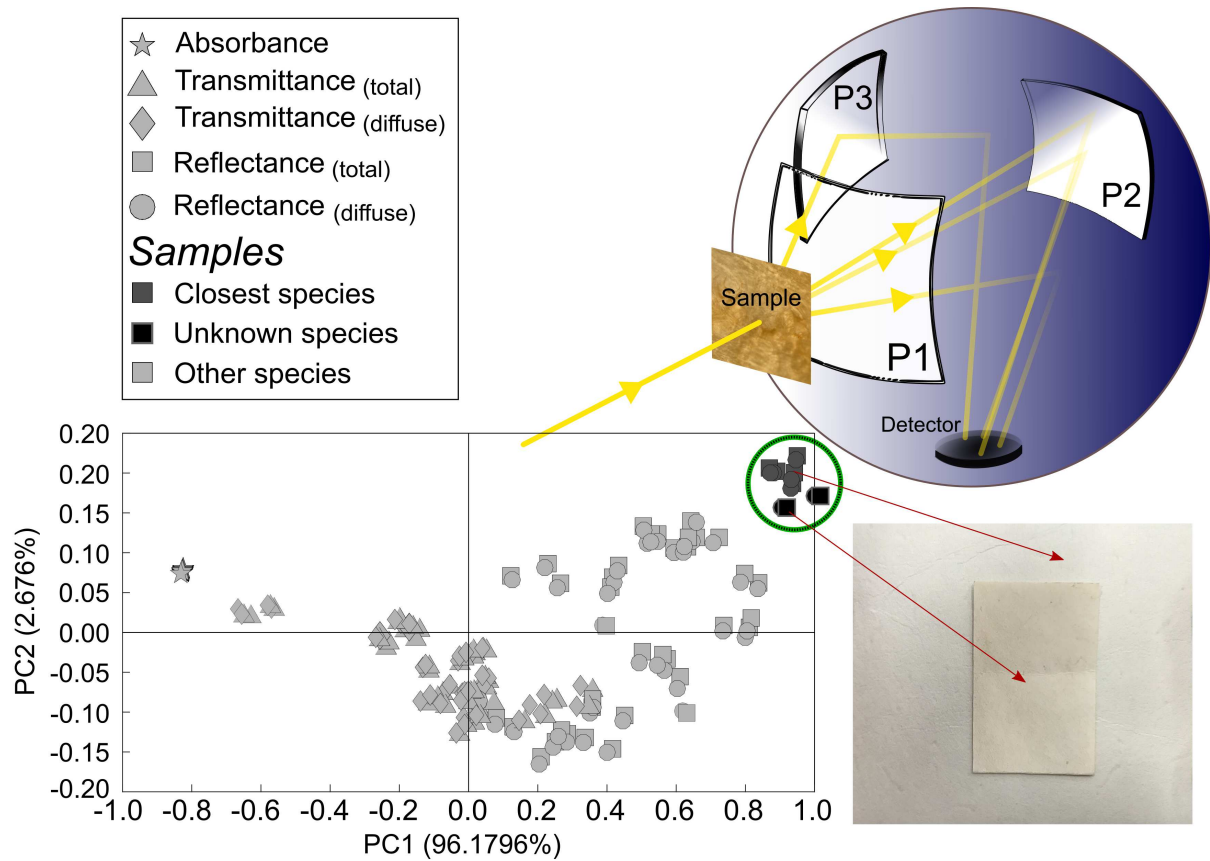 Absorbance
Transmittance (total)
Transmittance (diffuse)
Reflectance (total)
Reflectance (diffuse)
Samples
Closest species
Unknown species
Other species
P3
P2
Sample
P1
Detector
0.20
0.20
0.15
0.10
0.05
0.00
-0.05
-0.10
-0.15
-0.20
PC2 (2.676%)
-1.0 -0.8 -0.6 -0.4 -0.2 0.0 0.2 0.4 0.6 0.8 1.0
PC1 (96.1796%)